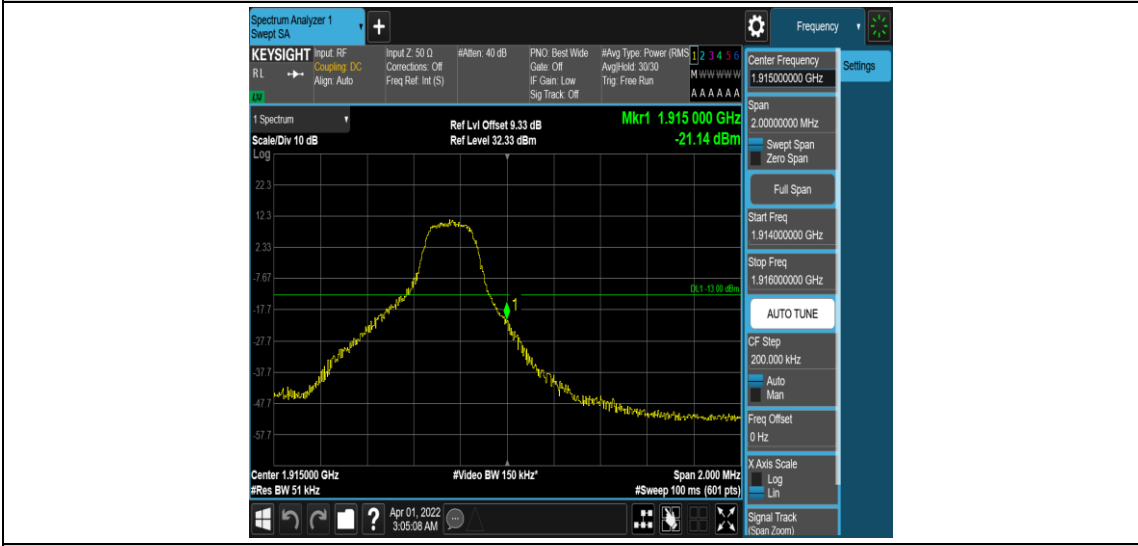 Spectrum Analyzer 1
Swept SA
+
Frequency
KEYSIGHT
RL
Input: RF
Coupling: DC
Align: Auto
Input Z: 50 Ω
Corrections: Off
Freq Ref: Int (S)
#Atten: 40 dB
PNO: Best Wide
Gate: Off
IF Gain: Low
Sig Track: Off
#Avg Type: Power (RMS
Avg|Hold: 30/30
Trig: Free Run
1 2 3 4 5 6
M W W W W W
A A A A A A
1 Spectrum
Scale/Div 10 dB
Log
Ref Lvl Offset 9.33 dB
Ref Level 32.33 dBm
Mkr1 1.915 000 GHz
-21.14 dBm
22.3
12.3
2.33
-7.67
-17.7
-27.7
-37.7
-47.7
-57.7
DL1 -13.00 dBm
1
Center 1.915000 GHz
#Res BW 51 kHz
#Video BW 150 kHz*
Span 2.000 MHz
#Sweep 100 ms (601 pts)
?
Apr 01, 2022
3:05:08 AM
Center Frequency
1.915000000 GHz
Settings
Span
2.00000000 MHz
Swept Span
Zero Span
Full Span
Start Freq
1.914000000 GHz
Stop Freq
1.916000000 GHz
AUTO TUNE
CF Step
200.000 kHz
Auto
Man
Freq Offset
0 Hz
X Axis Scale
Log
Lin
Signal Track
(Span Zoom)